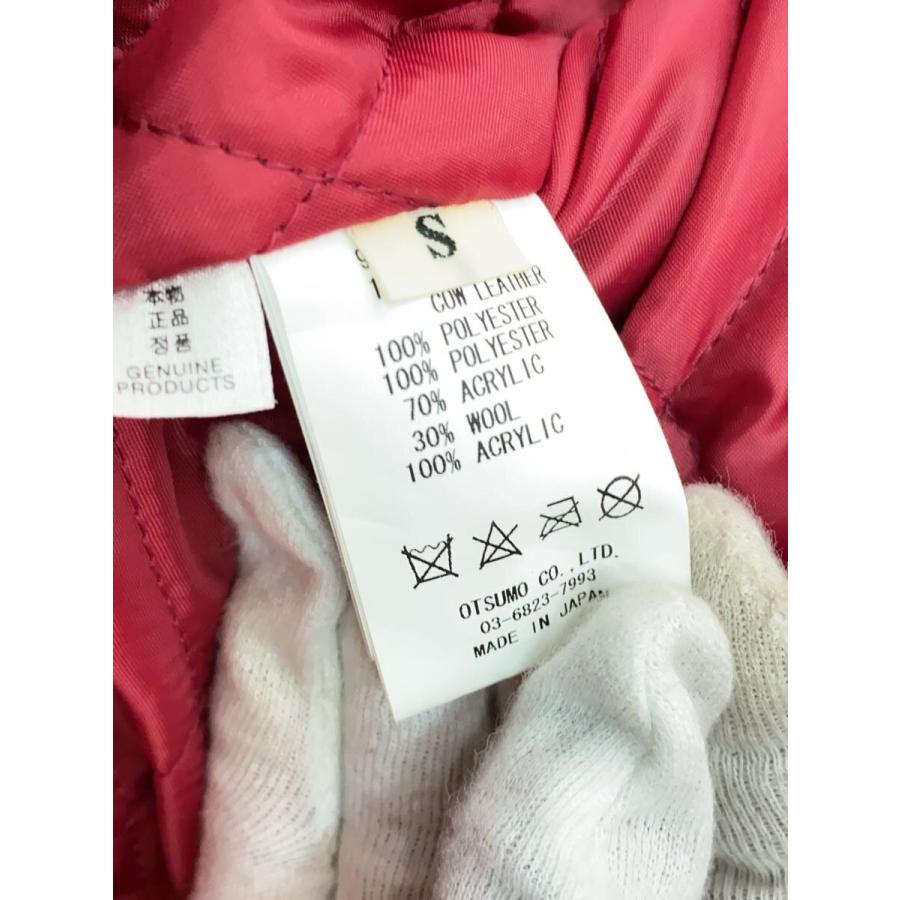 本物
正品
정품
GENUINE
PRODUCTS
S
COW LEATHER
100% POLYESTER
100% POLYESTER
70% ACRYLIC
30% WOOL
100% ACRYLIC
OTSUMO CO.,LTD.
03-6823-7993
MADE IN JAPAN